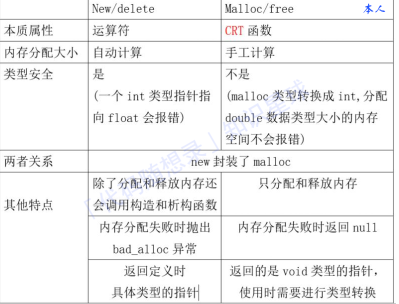 New/delete Malloc/free 本人
本质属性 运算符 CRT 函数
内存分配大小 自动计算 手工计算
类型安全 是 不是
(一个 int 类型指针指 (malloc 类型转换成 int,分配
向 float 会报错) double 数据类型大小的内存
空间不会报错)
两者关系 new 封装了 malloc
除了分配和释放内存还 只分配和释放内存
会调用构造和析构函数
其他特点
内存分配失败时抛出 内存分配失败时返回 null
bad_alloc 异常
返回定义时 返回的是 void 类型的指针,
具体类型的指针 使用时需要进行类型转换